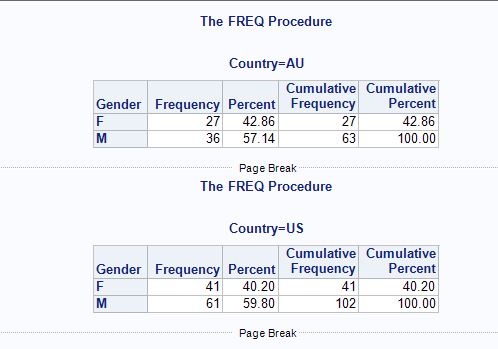 The FREQ Procedure
Country=AU
Gender Frequency Percent Cumulative Frequency Cumulative Percent
F 27 42.86 27 42.86
M 36 57.14 63 100.00
Page Break
The FREQ Procedure
Country=US
Gender Frequency Percent Cumulative Frequency Cumulative Percent
F 41 40.20 41 40.20
M 61 59.80 102 100.00
Page Break